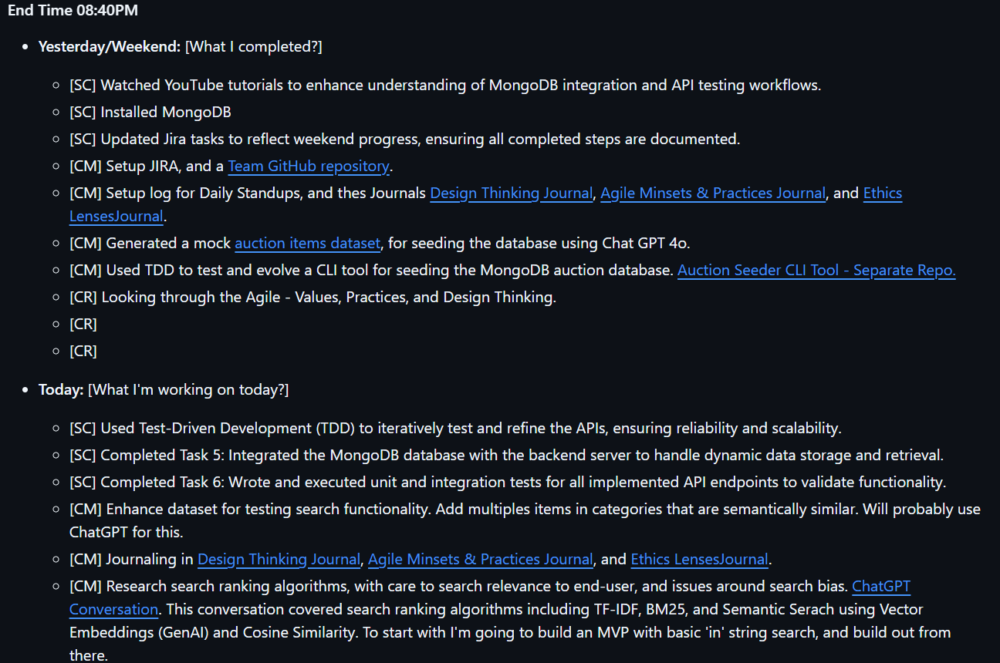 End Time 08:40PM
Yesterday/Weekend: [What I completed?]
[SC] Watched YouTube tutorials to enhance understanding of MongoDB integration and API testing workflows.
[SC] Installed MongoDB
[SC] Updated Jira tasks to reflect weekend progress, ensuring all completed steps are documented.
[CM] Setup JIRA, and a Team GitHub repository.
[CM] Setup log for Daily Standups, and thes Journals Design Thinking Journal, Agile Minsets & Practices Journal, and Ethics
LensesJournal.
[CM] Generated a mock auction items dataset, for seeding the database using Chat GPT 4o.
[CM] Used TDD to test and evolve a CLI tool for seeding the MongoDB auction database. Auction Seeder CLI Tool - Separate Repo.
[CR] Looking through the Agile - Values, Practices, and Design Thinking.
[CR]
[CR]
Today: [What I'm working on today?]
[SC] Used Test-Driven Development (TDD) to iteratively test and refine the APIs, ensuring reliability and scalability.
[SC] Completed Task 5: Integrated the MongoDB database with the backend server to handle dynamic data storage and retrieval.
[SC] Completed Task 6: Wrote and executed unit and integration tests for all implemented API endpoints to validate functionality.
[CM] Enhance dataset for testing search functionality. Add multiples items in categories that are semantically similar. Will probably use
ChatGPT for this.
[CM] Journaling in Design Thinking Journal, Agile Minsets & Practices Journal, and Ethics LensesJournal.
[CM] Research search ranking algorithms, with care to search relevance to end-user, and issues around search bias. ChatGPT
Conversation. This conversation covered search ranking algorithms including TF-IDF, BM25, and Semantic Serach using Vector
Embeddings (GenAI) and Cosine Similarity. To start with I'm going to build an MVP with basic 'in' string search, and build out from
there.